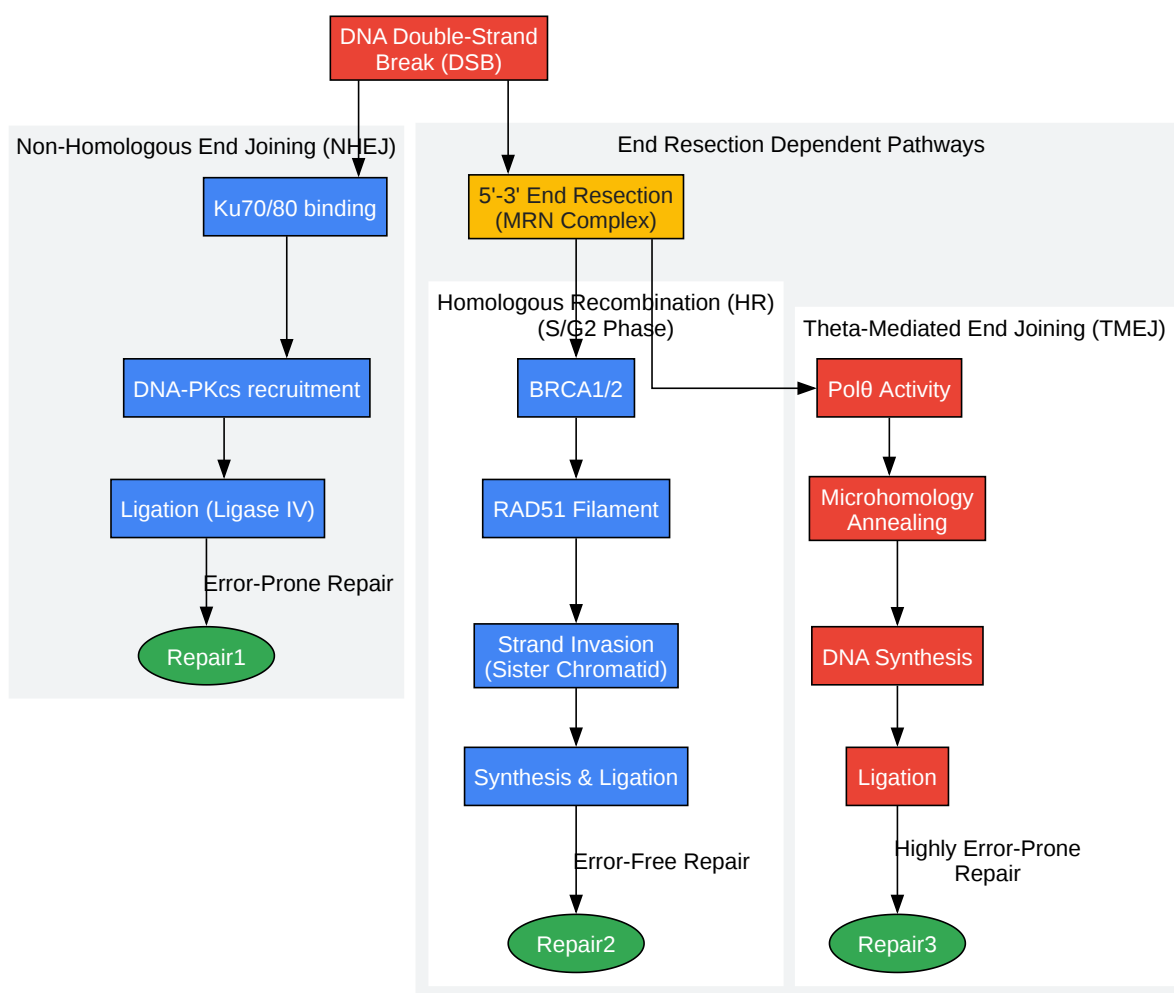 DNA Double-Strand
Break (DSB)
Non-Homologous End Joining (NHEJ)
Ku70/80 binding
DNA-PKcs recruitment
Ligation (Ligase IV)
Error-Prone Repair
Repair1
End Resection Dependent Pathways
5'-3' End Resection
(MRN Complex)
Homologous Recombination (HR)
(S/G2 Phase)
BRCA1/2
RAD51 Filament
Strand Invasion
(Sister Chromatid)
Synthesis & Ligation
Error-Free Repair
Repair2
Theta-Mediated End Joining (TMEJ)
Polθ Activity
Microhomology
Annealing
DNA Synthesis
Ligation
Highly Error-Prone
Repair
Repair3